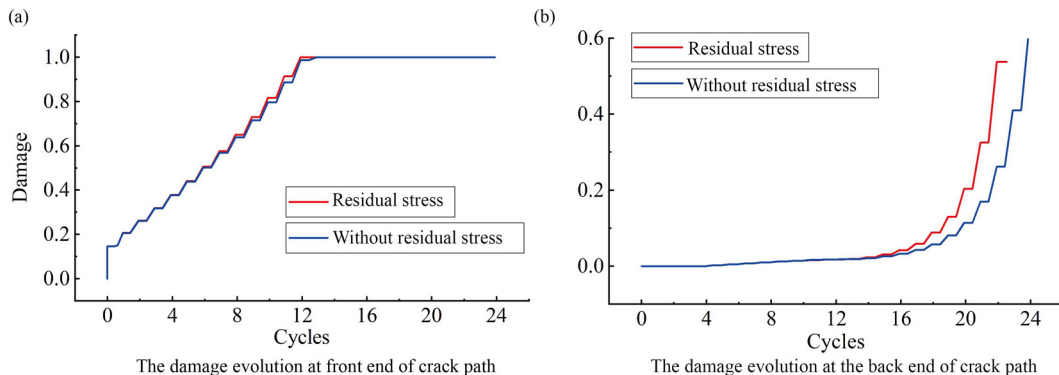 (a)
1.0
0.8
0.6
0.4
0.2
0.0
Damage
Residual stress
Without residual stress
0 4 8 12 16 20 24
Cycles
The damage evolution at front end of crack path
(b)
0.6
0.4
0.2
0.0
Residual stress
Without residual stress
0 4 8 12 16 20 24
Cycles
The damage evolution at the back end of crack path